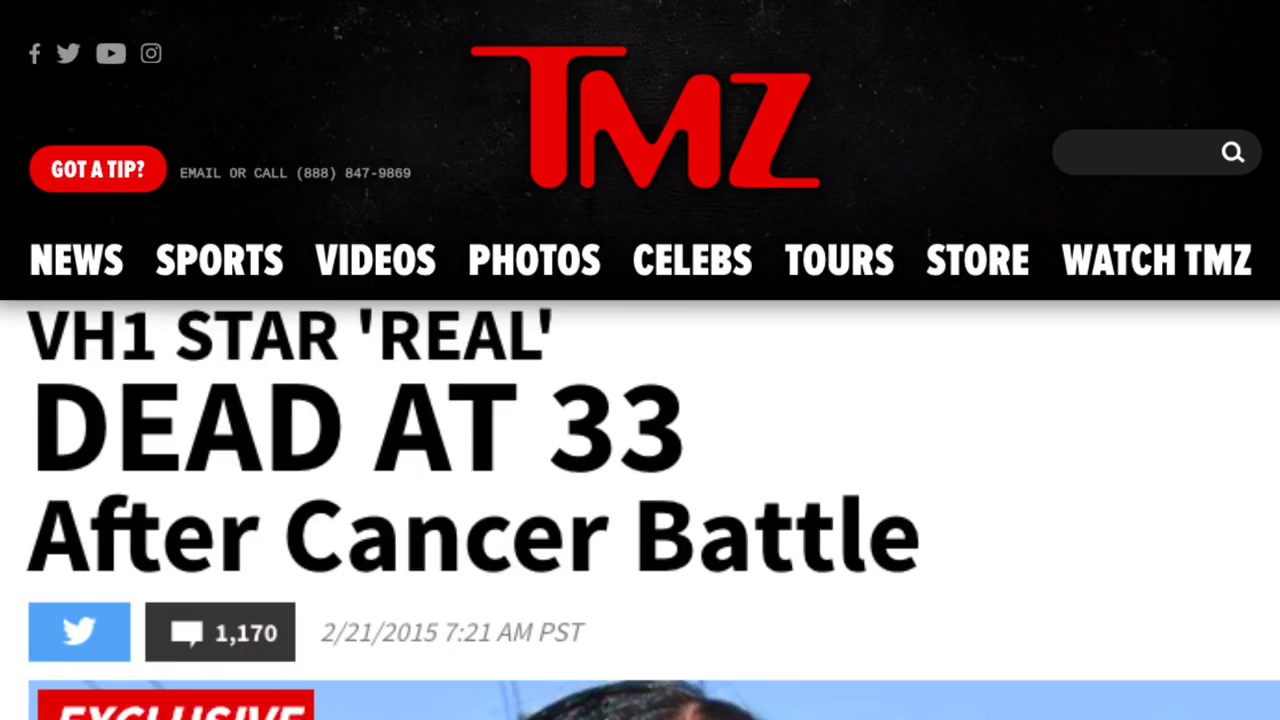 TMZ
GOT A TIP? EMAIL OR CALL (888) 847-9869
NEWS SPORTS VIDEOS PHOTOS CELEBS TOURS STORE WATCH TMZ
VH1 STAR 'REAL'
DEAD AT 33
After Cancer Battle
1,170 2/21/2015 7:21 AM PST
EXCLUSIVE